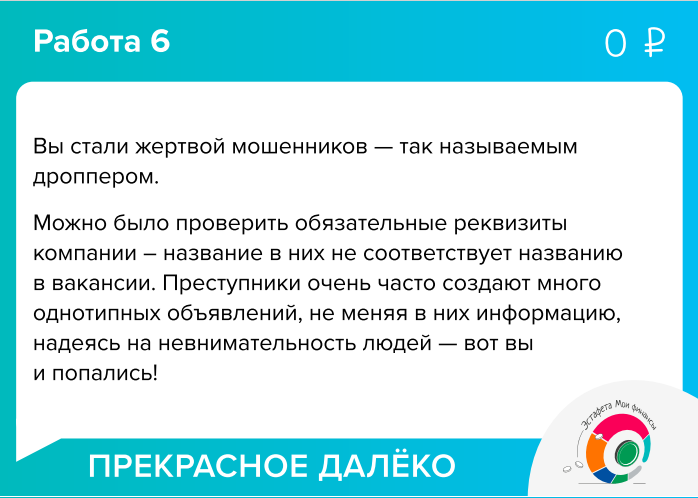 Работа 6
0 ₽
Вы стали жертвой мошенников — так называемым
дроппером.
Можно было проверить обязательные реквизиты
компании – название в них не соответствует названию
в вакансии. Преступники очень часто создают много
однотипных объявлений, не меняя в них информацию,
надеясь на невнимательность людей — вот вы
и попались!
Эстафета Мои финансы
ПРЕКРАСНОЕ ДАЛЁКО